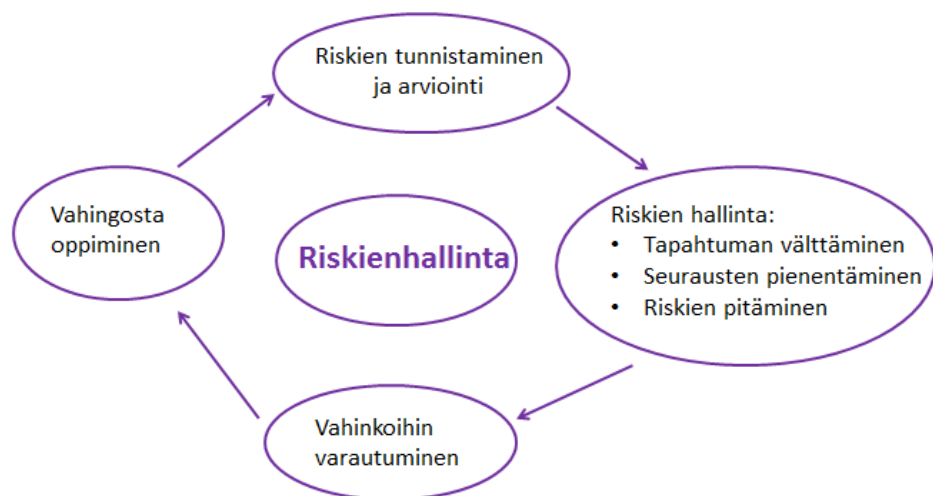 Riskien tunnistaminen
ja arviointi
Riskien hallinta:
• Tapahtuman välttäminen
• Seurausten pienentäminen
• Riskien pitäminen
Vahinkoihin
varautuminen
Vahingosta
oppiminen
Riskienhallinta